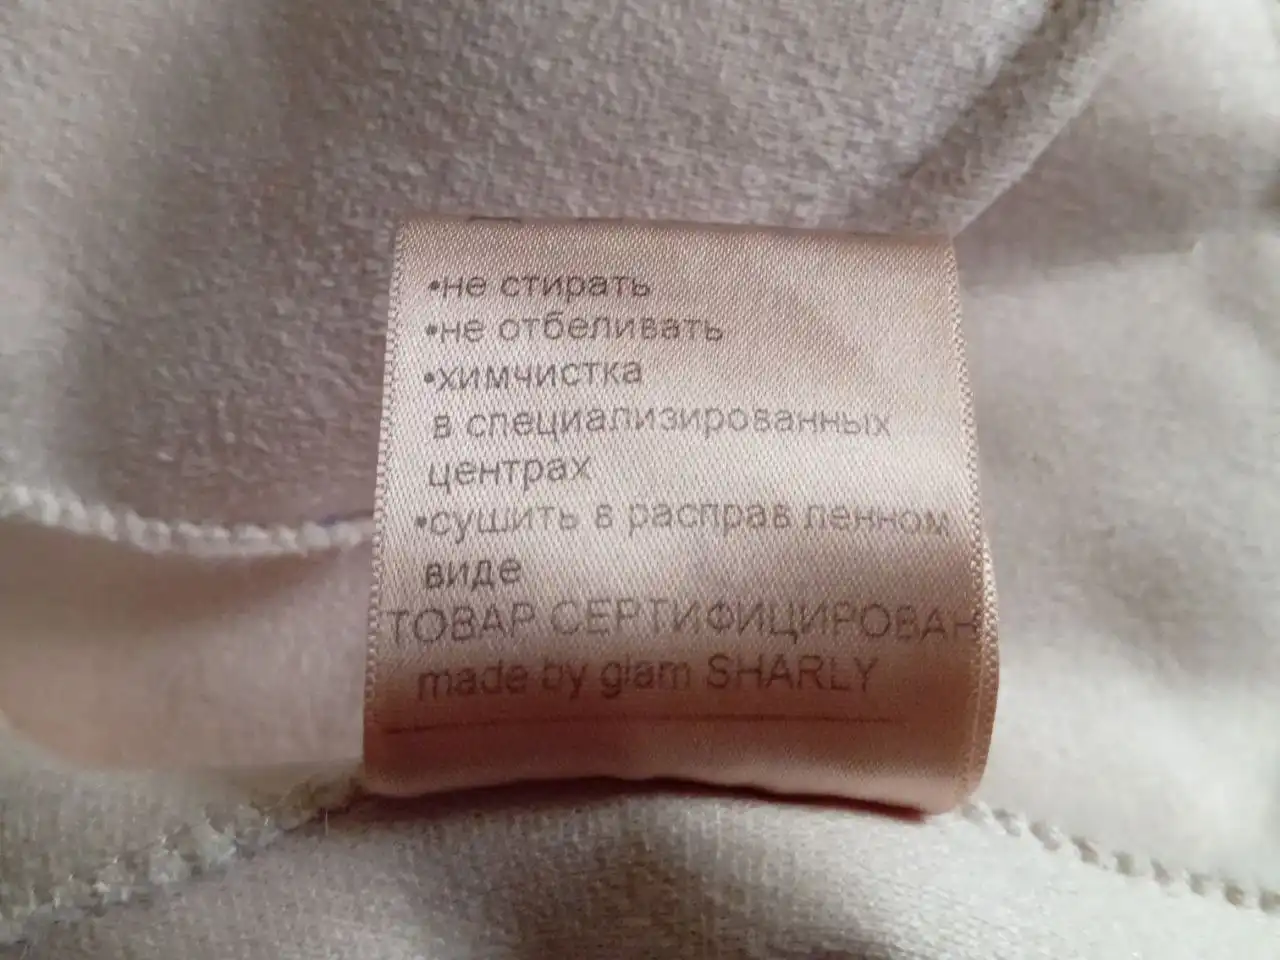 •не стирать
•не отбеливать
•химчистка
в специализированных
центрах
•сушить в расправ ленном
виде
ТОВАР СЕРТИФИЦИРОВАН
made by glam SHARLY